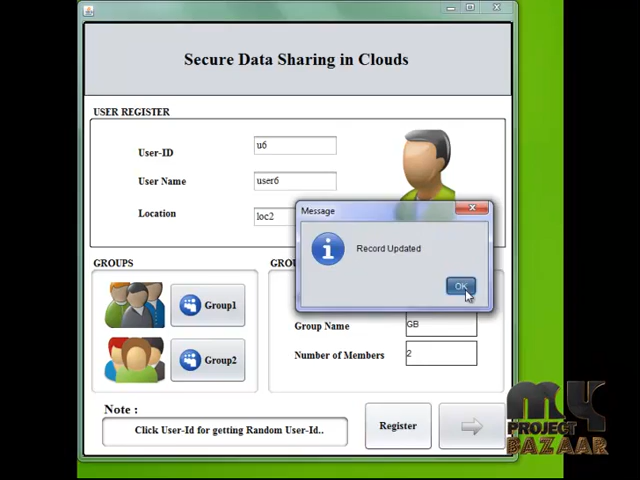 Secure Data Sharing in Clouds
USER REGISTER
User-ID
u6
User Name
user6
Location
loc2
Message
Record Updated
OK
GROUPS
Group1
Group2
Group Name
GB
Number of Members
2
Note :
Click User-Id for getting Random User-Id..
Register
MY
PROJECT
BAZAAR